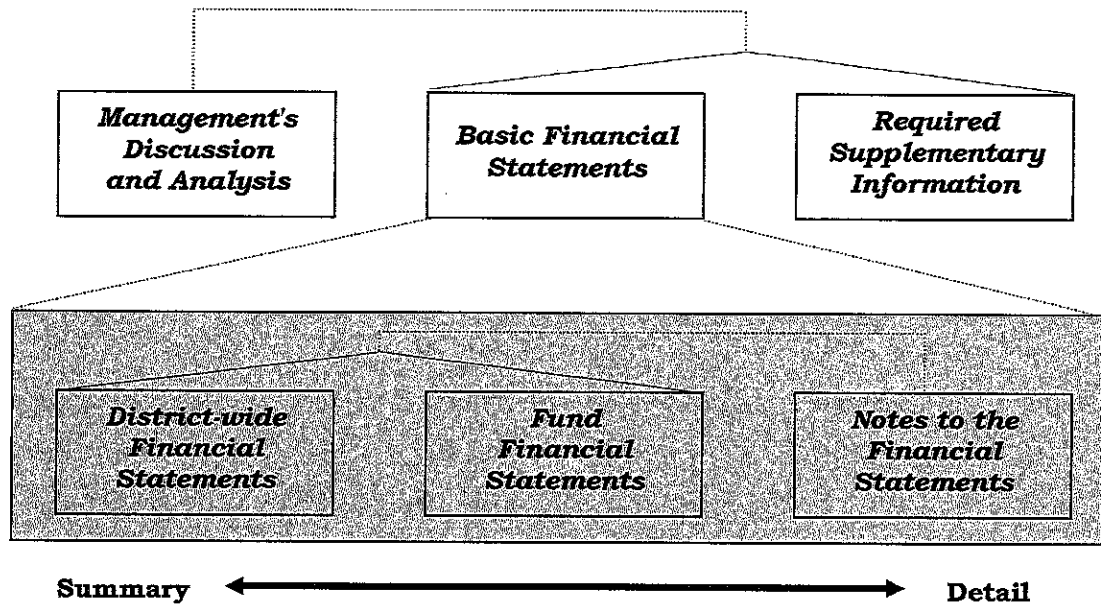 Management's
Discussion
and Analysis
Basic Financial
Statements
Required
Supplementary
Information
District-wide
Financial
Statements
Fund
Financial
Statements
Notes to the
Financial
Statements
Summary
Detail